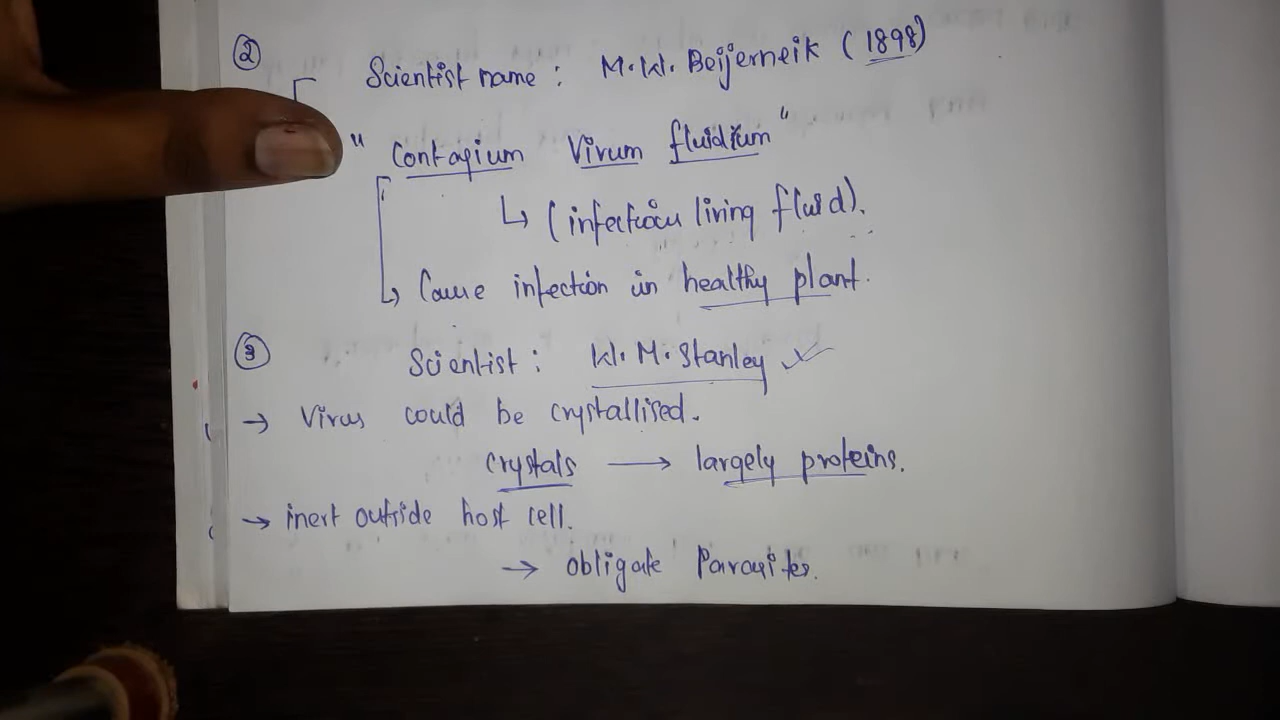 ②
Scientist name : M.W. Beijerneik (1898)
" Contagium Virum fluidium "
↳ (infection living fluid).
↳ Cause infection in healthy plant.
③
Scientist : W. M. Stanley ✓
→ Virus could be crystallised.
crystals → largely proteins.
→ inert outside host cell.
→ obligate Parasites.